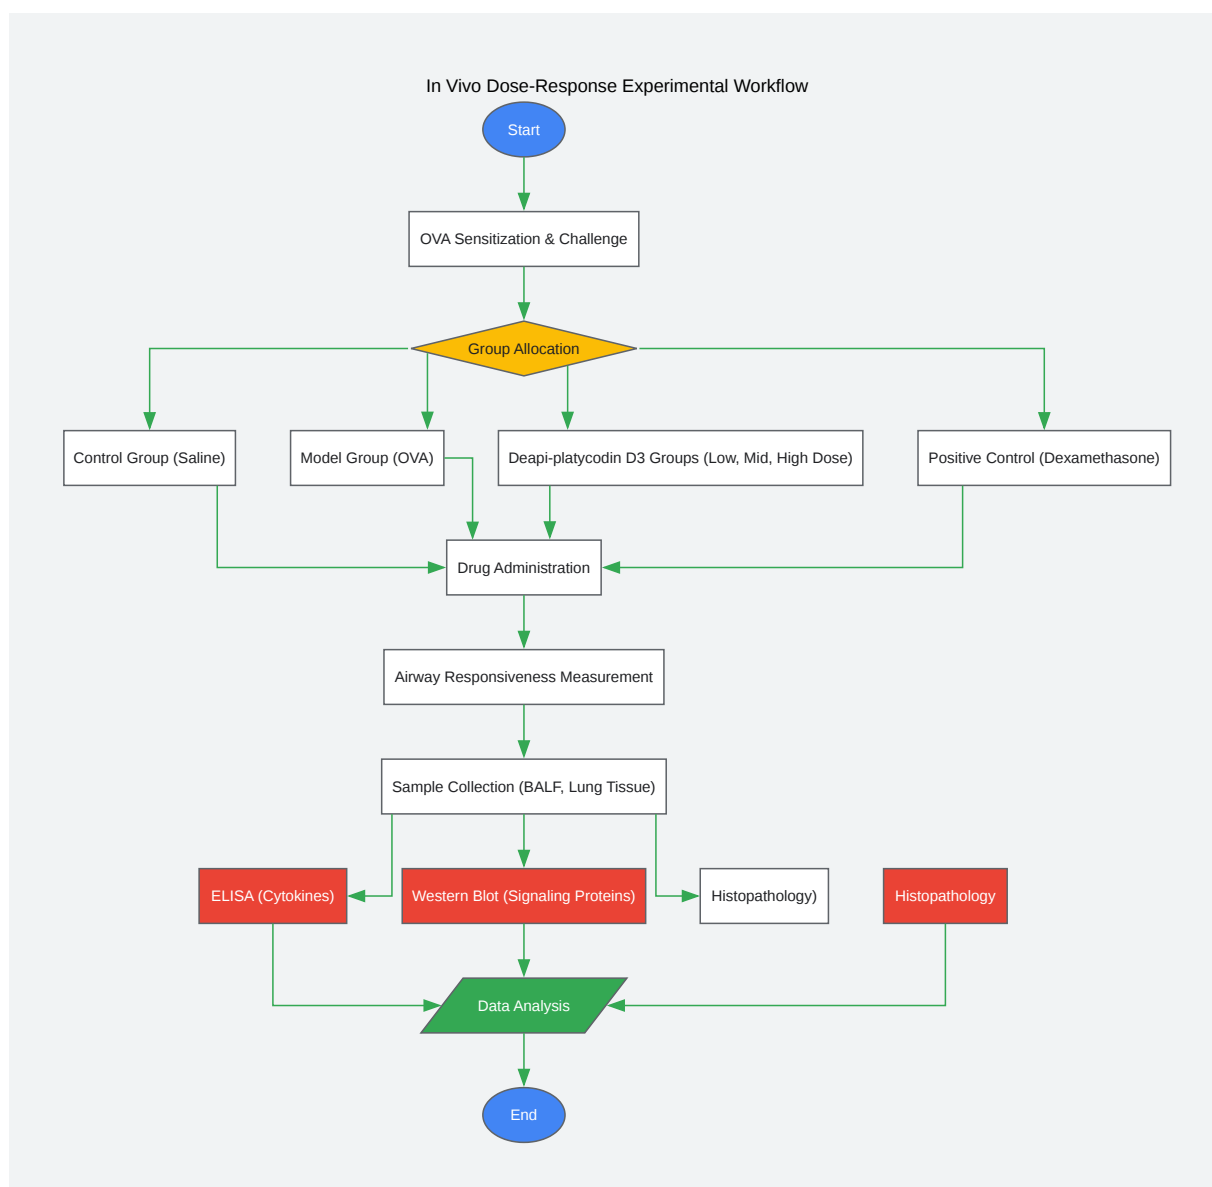 In Vivo Dose-Response Experimental Workflow
Start
OVA Sensitization & Challenge
Group Allocation
Control Group (Saline)
Model Group (OVA)
Deapi-platycodin D3 Groups (Low, Mid, High Dose)
Positive Control (Dexamethasone)
Drug Administration
Airway Responsiveness Measurement
Sample Collection (BALF, Lung Tissue)
ELISA (Cytokines)
Western Blot (Signaling Proteins)
Histopathology)
Histopathology
Data Analysis
End